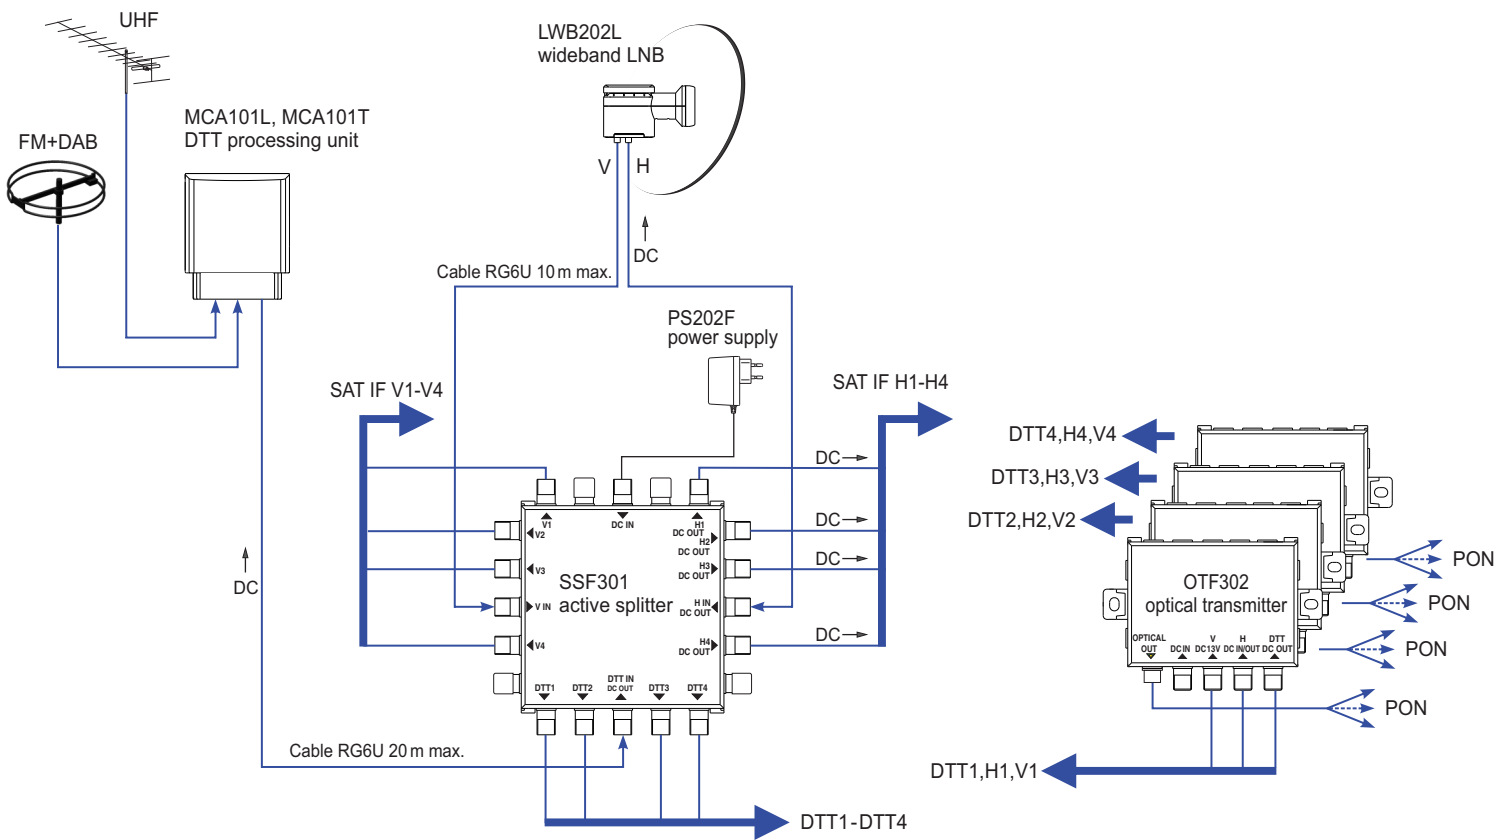 UHF
FM+DAB
MCA101L, MCA101T
DTT processing unit
LWB202L
wideband LNB
V
H
DC
Cable RG6U 10 m max.
PS202F
power supply
SAT IF V1-V4
SAT IF H1-H4
DC
DC
DC
DC
DC
V1
DC IN
H1
DC OUT
V2
H2
DC OUT
V3
H3
DC OUT
SSF301
active splitter
V IN
H IN
DC OUT
V4
H4
DC OUT
DTT1
DTT2
DTT IN
DC OUT
DTT3
DTT4
Cable RG6U 20 m max.
DTT1-DTT4
DTT4,H4,V4
DTT3,H3,V3
DTT2,H2,V2
OTF302
optical transmitter
OPTICAL
OUT
DC IN
V
DC13V
H
DC IN/OUT
DTT
DC OUT
PON
PON
PON
PON
DTT1,H1,V1